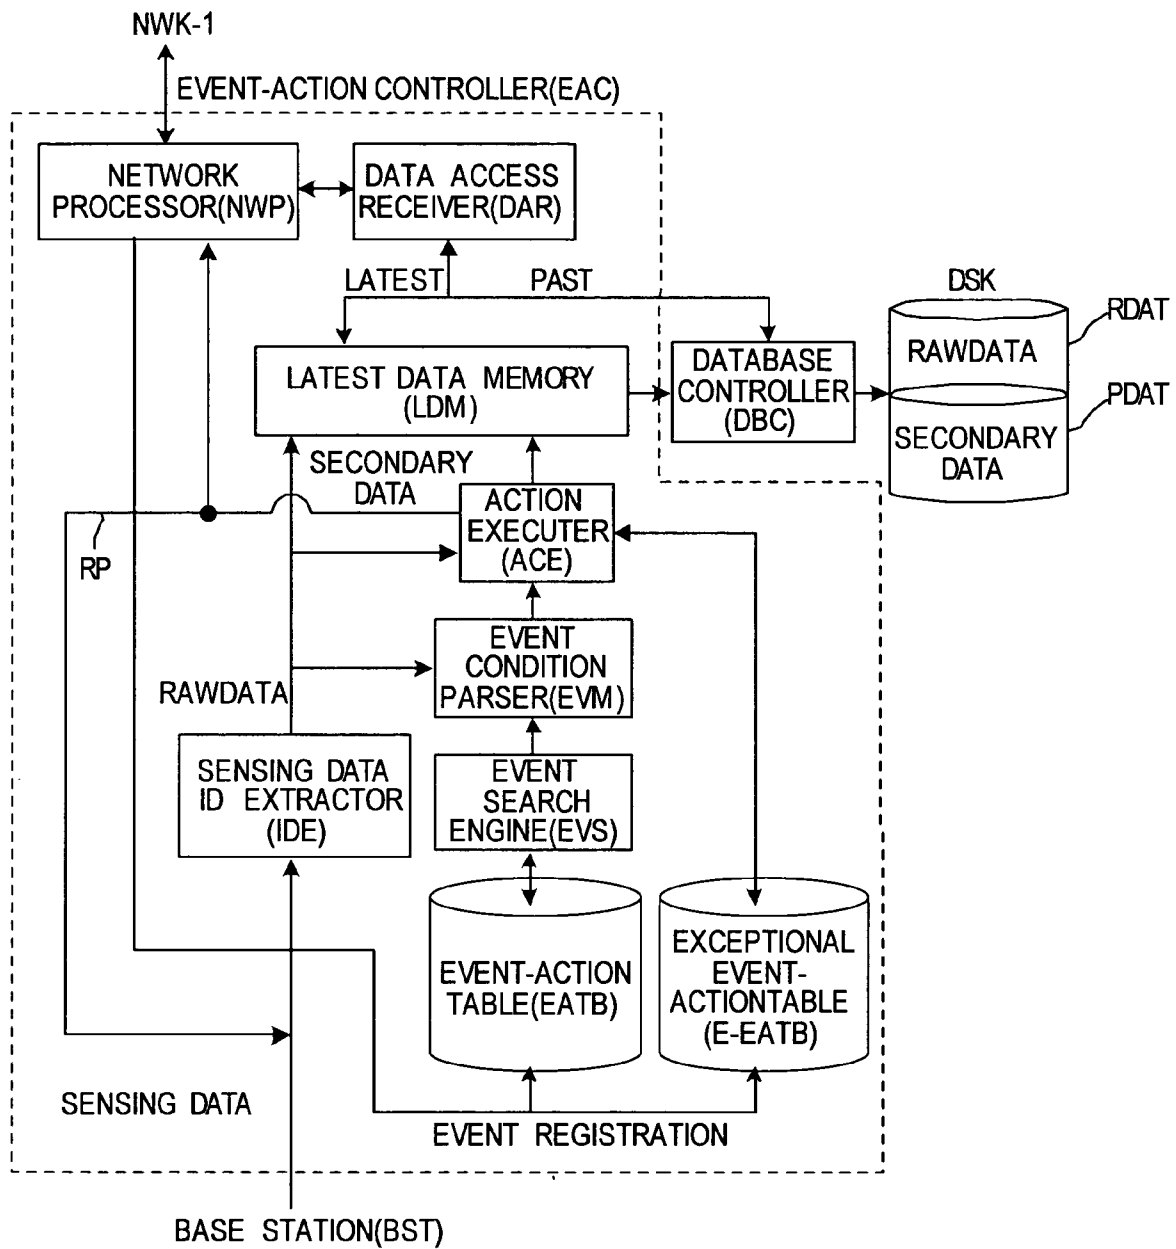 NWK-1
EVENT-ACTION CONTROLLER(EAC)
NETWORK
PROCESSOR(NWP)
DATA ACCESS
RECEIVER(DAR)
LATEST
PAST
DSK
RDAT
RAWDATA
PDAT
SECONDARY
DATA
DATABASE
CONTROLLER
(DBC)
LATEST DATA MEMORY
(LDM)
SECONDARY
DATA
ACTION
EXECUTER
(ACE)
RP
EVENT
CONDITION
PARSER(EVM)
RAWDATA
SENSING DATA
ID EXTRACTOR
(IDE)
EVENT
SEARCH
ENGINE(EVS)
EVENT-ACTION
TABLE(EATB)
EXCEPTIONAL
EVENT-
ACTIONTABLE
(E-EATB)
SENSING DATA
EVENT REGISTRATION
BASE STATION(BST)